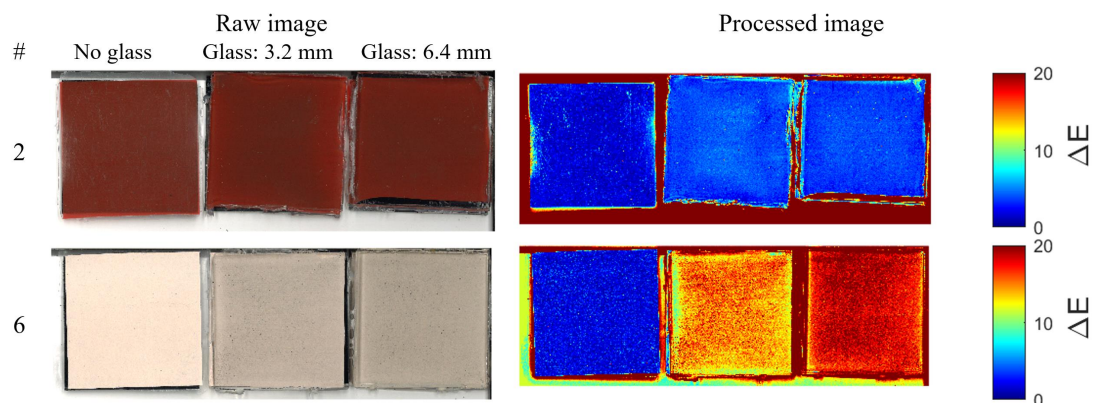 Raw image
Processed image
# No glass Glass: 3.2 mm Glass: 6.4 mm
2
20
10
0
ΔE
6
20
10
0
ΔE